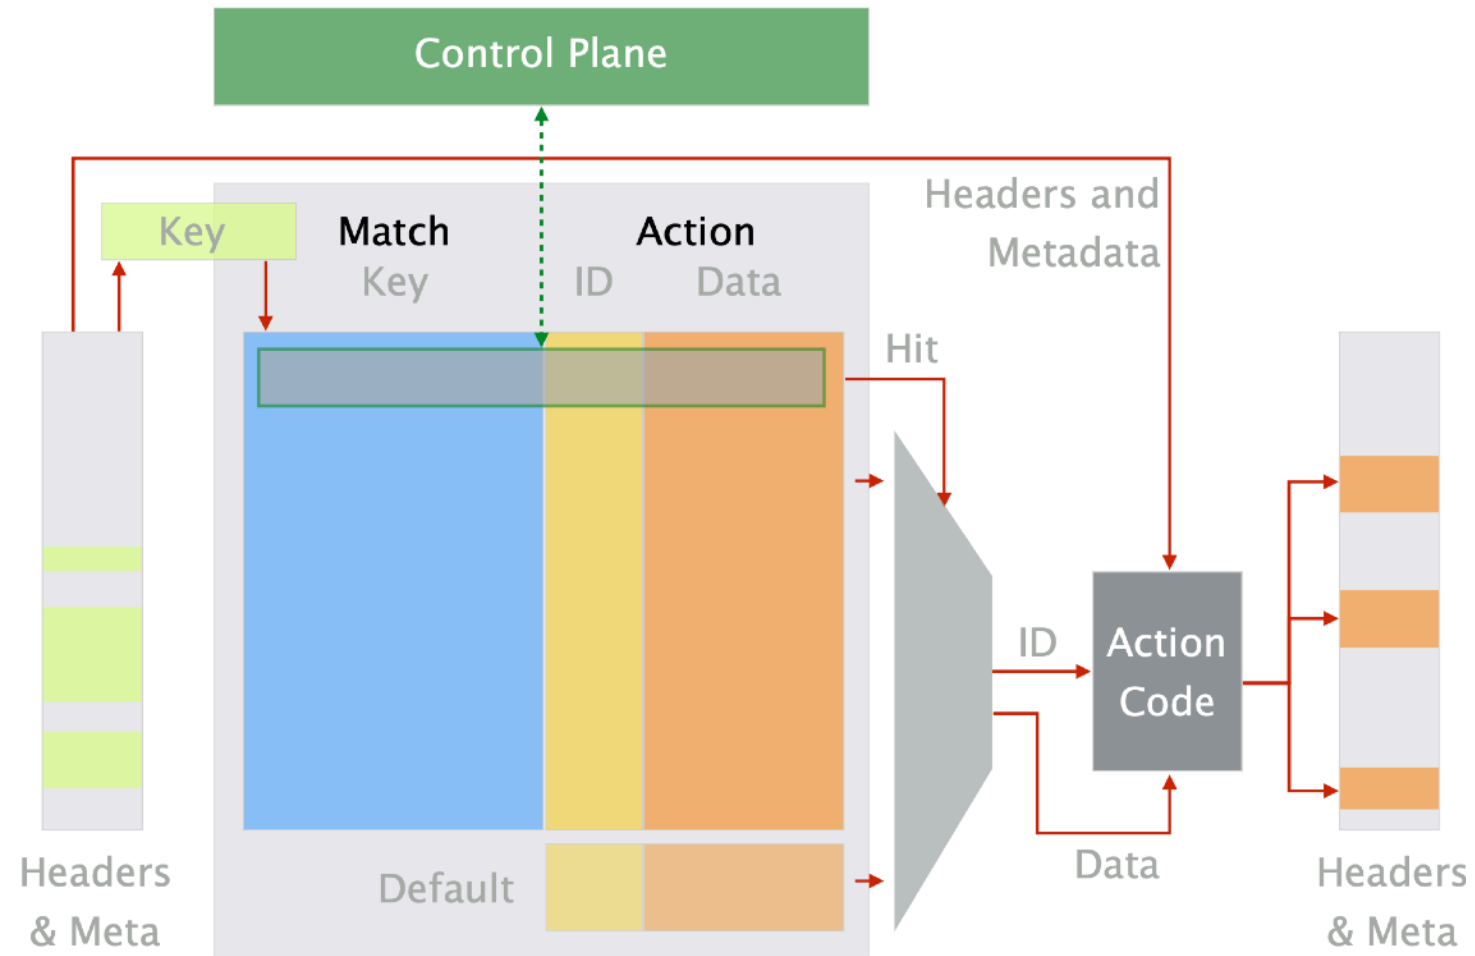 Control Plane
Headers and
Metadata
Key
Match
Action
Key
ID
Data
Hit
ID
Action
Code
Data
Default
Headers
& Meta
Headers
& Meta